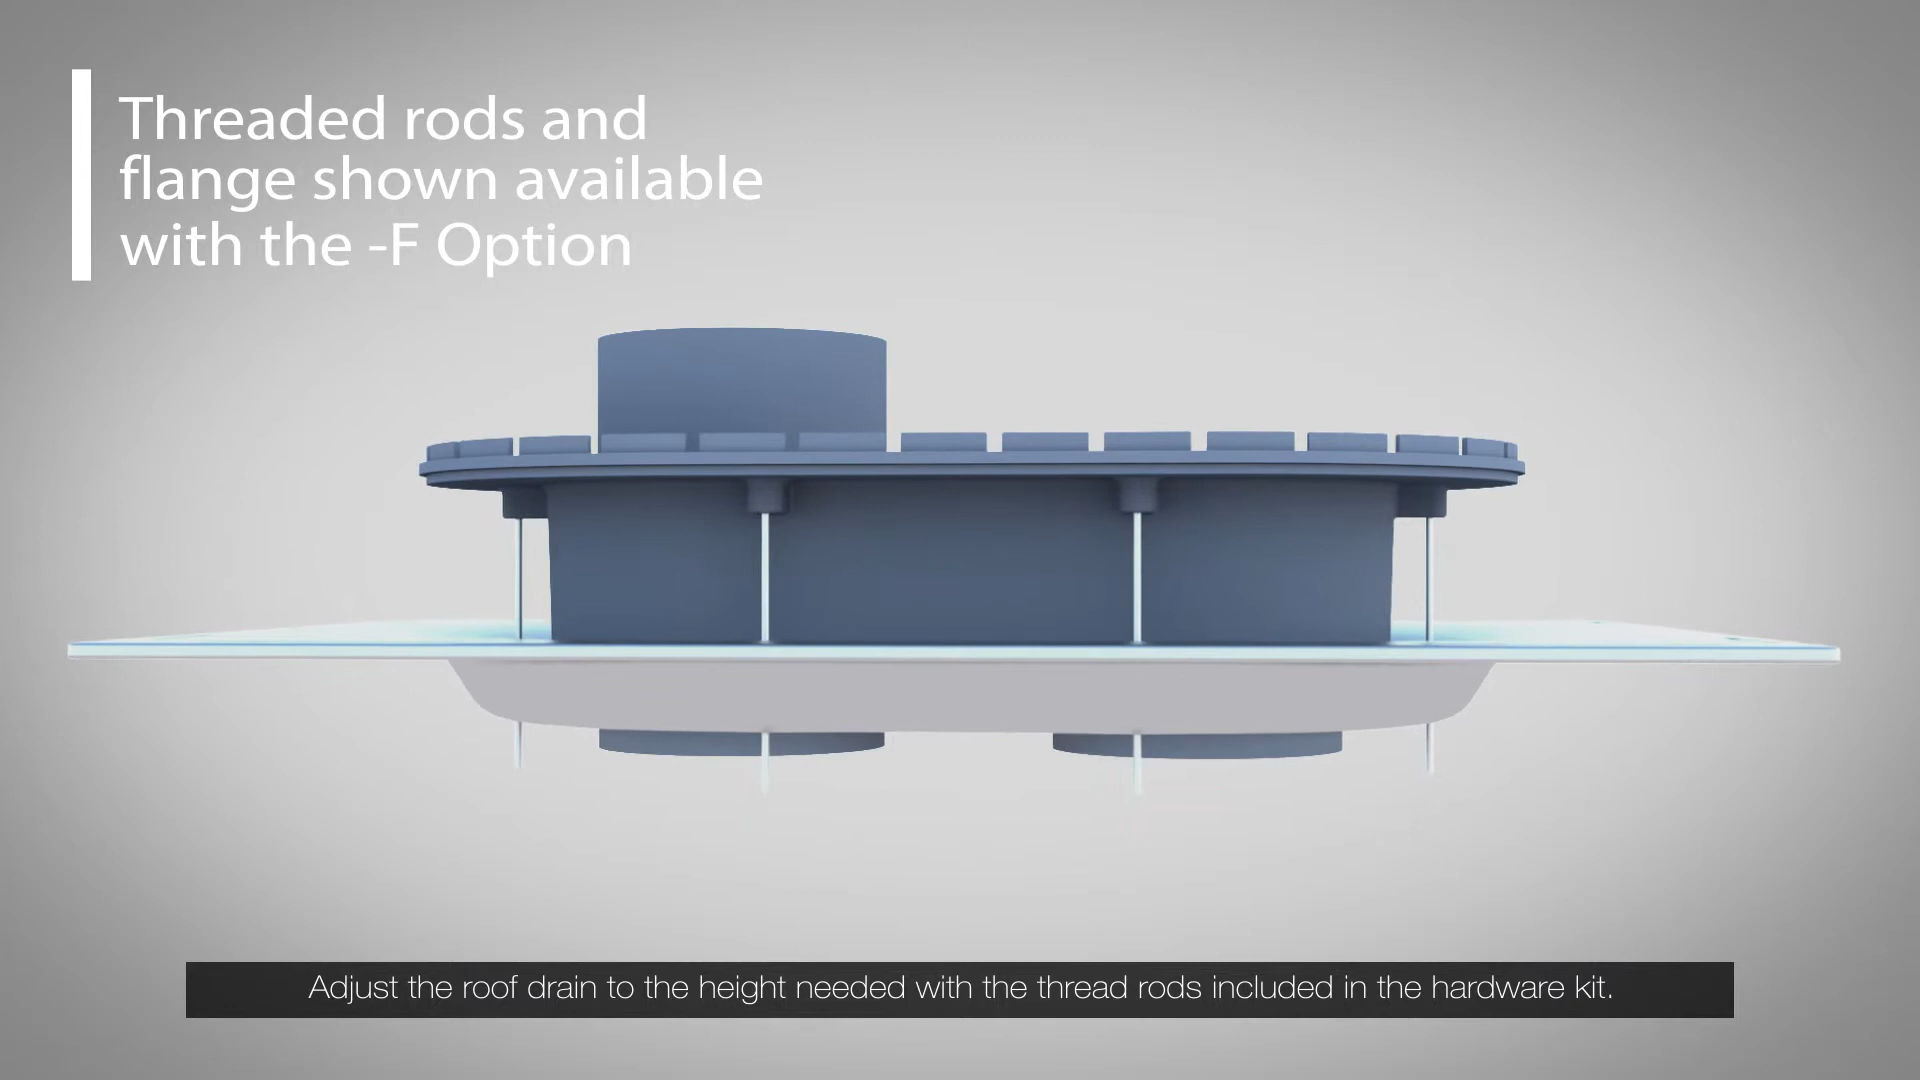 Threaded rods and
flange shown available
with the -F Option
Adjust the roof drain to the height needed with the thread rods included in the hardware kit.